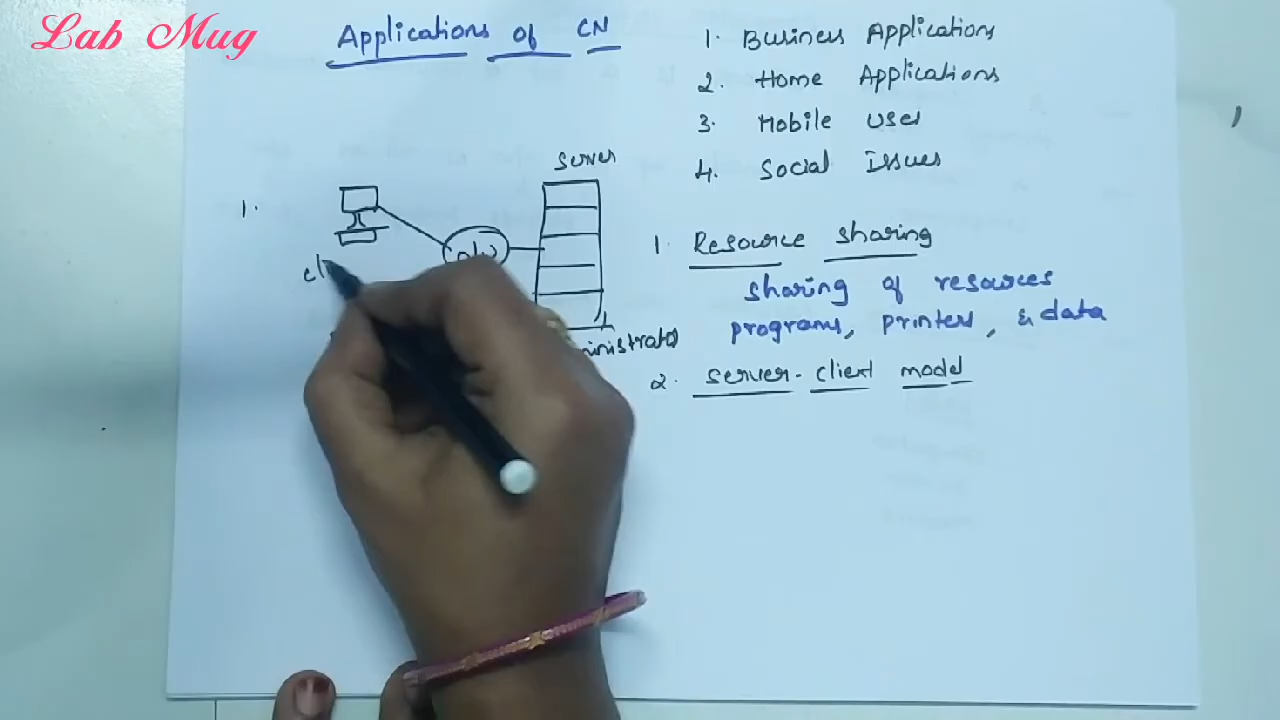 Lab Mug
Applications of CN
1. Business Applications
2. Home Applications
3. Mobile User
4. Social Issues
Server
1.
1. Resource sharing
sharing of resources
programs, printers, & data
2. server-client model